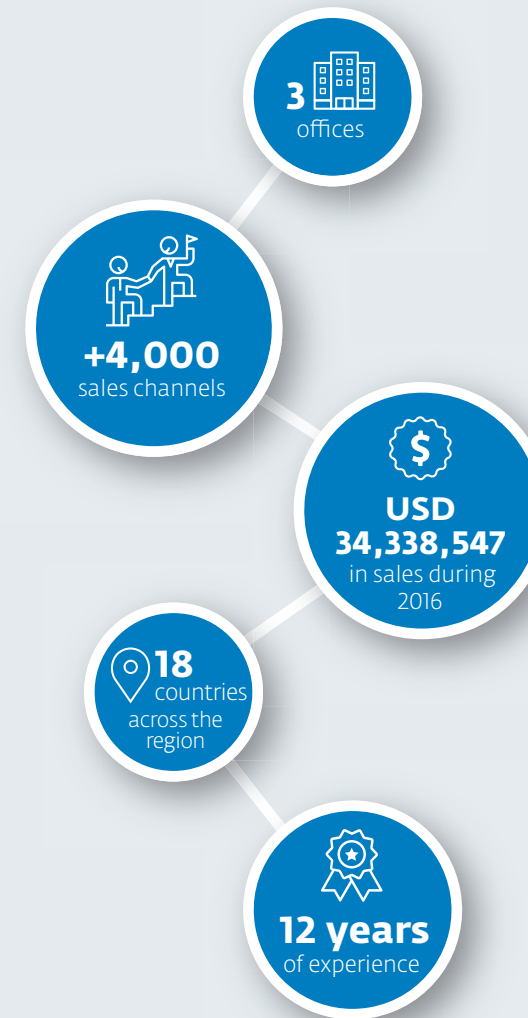 3
offices
+4,000
sales channels
$
USD
34,338,547
in sales during
2016
18
countries
across the
region
12 years
of experience